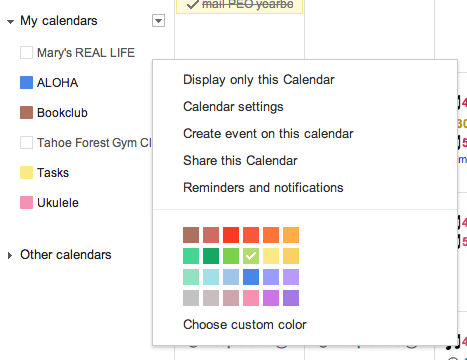 mail PEO yearbo
My calendars
Mary's REAL LIFE
ALOHA
Bookclub
Tahoe Forest Gym Cl
Tasks
Ukulele
Other calendars
Display only this Calendar
Calendar settings
Create event on this calendar
Share this Calendar
Reminders and notifications
Choose custom color